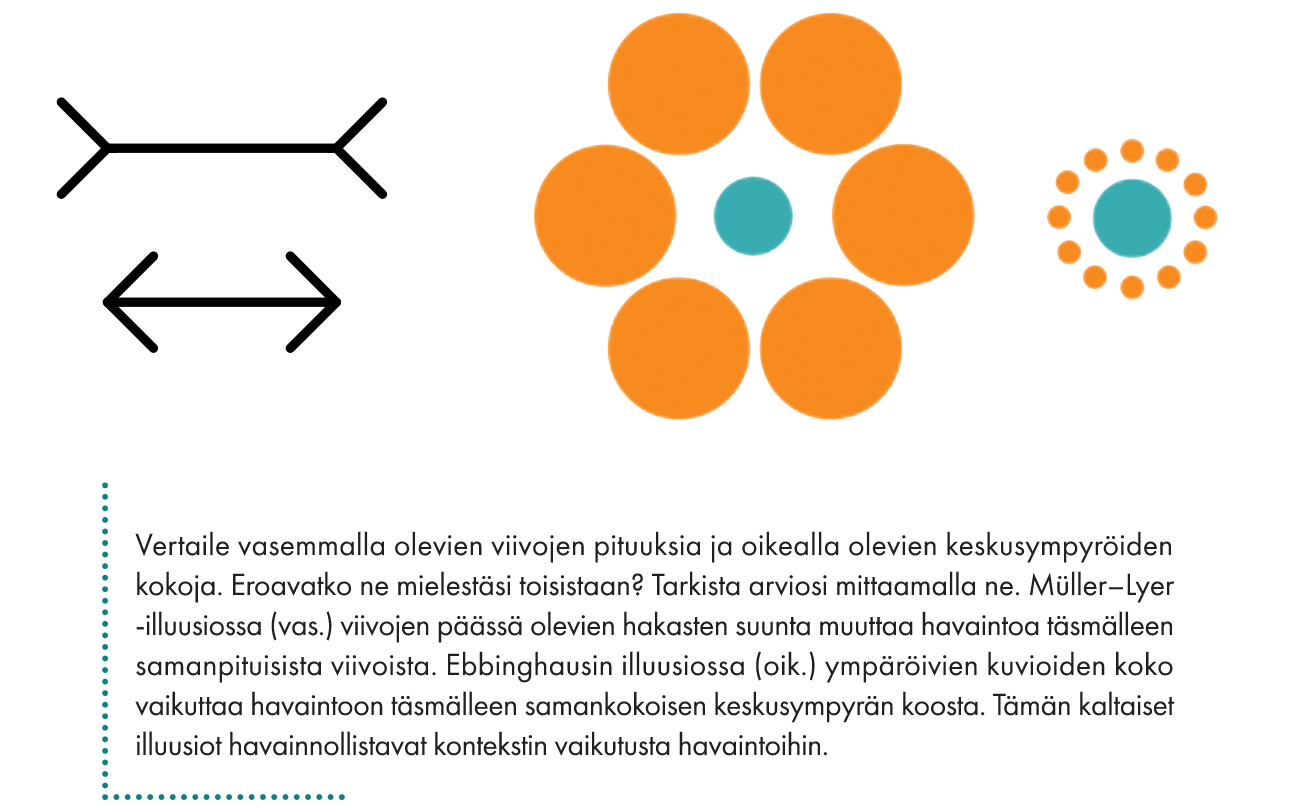 Vertaile vasemmalla olevien viivojen pituuksia ja oikealla olevien keskusympyröiden
kokoja. Eroavatko ne mielestäsi toisistaan? Tarkista arviosi mittaamalla ne. Müller–Lyer
-illuusiossa (vas.) viivojen päässä olevien hakasten suunta muuttaa havaintoa täsmälleen
samanpituisista viivoista. Ebbinghausin illuusiossa (oik.) ympäröivien kuvioiden koko
vaikuttaa havaintoon täsmälleen samankokoisen keskusympyrän koosta. Tämän kaltaiset
illuusiot havainnollistavat kontekstin vaikutusta havaintoihin.